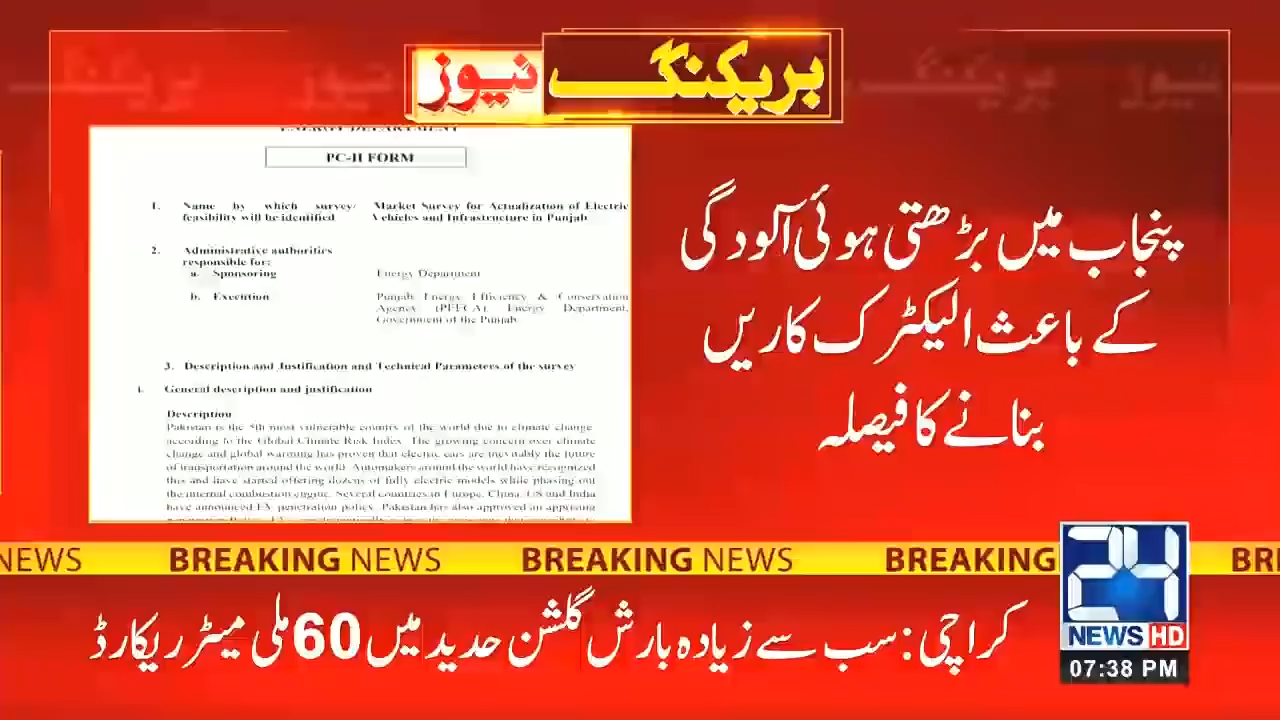 بریکنگ نیوز
ENERGY DEPARTMENT
PC-II FORM
1. Name by which survey/ feasibility will be identified
Market Survey for Actualization of Electric Vehicles and Infrastructure in Punjab
2. Administrative authorities responsible for:
a. Sponsoring Energy Department
b. Execution Punjab Energy Efficiency & Conservation
Agency (PEECA), Energy Department,
Government of the Punjab.
3. Description and Justification and Technical Parameters of the survey
General description and justification
Description
Pakistan is the 5th most vulnerable country of the world due to climate change
according to the Global Climate Risk Index. The growing concern over climate
change and global warming has proven that electric cars are inevitably the future
of transportation around the world. Automakers around the world have recognized
this and have started offering dozens of fully electric models while phasing out
the internal combustion engine. Several countries in Europe, China, US and India
have announced EV penetration policy. Pakistan has also approved an
پنجاب میں بڑھتی ہوئی آلودگی
کے باعث الیکٹرک کاریں
بنانے کا فیصلہ
NEWS BREAKING NEWS BREAKING NEWS BREAKING BR
کراچی: سب سے زیادہ بارش گلشن حدید میں 60 ملی میٹر ریکارڈ
24
NEWS HD
07:38 PM